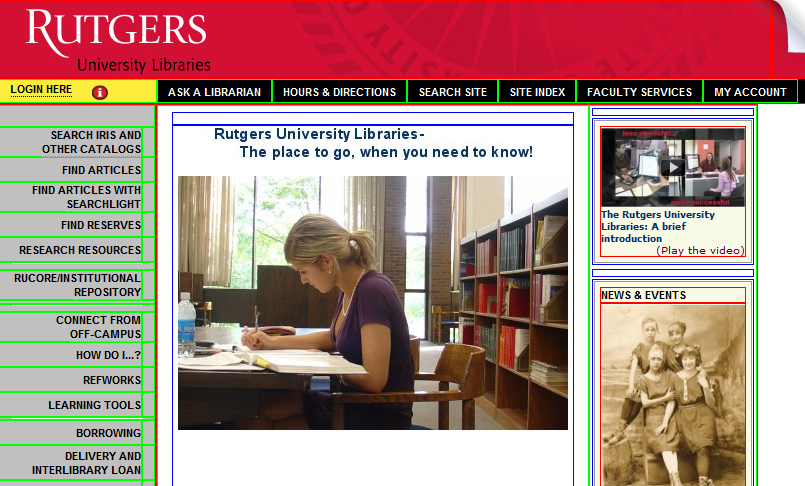 RUTGERS
University Libraries
LOGIN HERE
i
ASK A LIBRARIAN
HOURS & DIRECTIONS
SEARCH SITE
SITE INDEX
FACULTY SERVICES
MY ACCOUNT
SEARCH IRIS AND
OTHER CATALOGS
FIND ARTICLES
FIND ARTICLES WITH
SEARCHLIGHT
FIND RESERVES
RESEARCH RESOURCES
RUCORE/INSTITUTIONAL
REPOSITORY
CONNECT FROM
OFF-CAMPUS
HOW DO I...?
REFWORKS
LEARNING TOOLS
BORROWING
DELIVERY AND
INTERLIBRARY LOAN
Rutgers University Libraries-
The place to go, when you need to know!
less successful...
more successful
The Rutgers University
Libraries: A brief
introduction
(Play the video)
NEWS & EVENTS